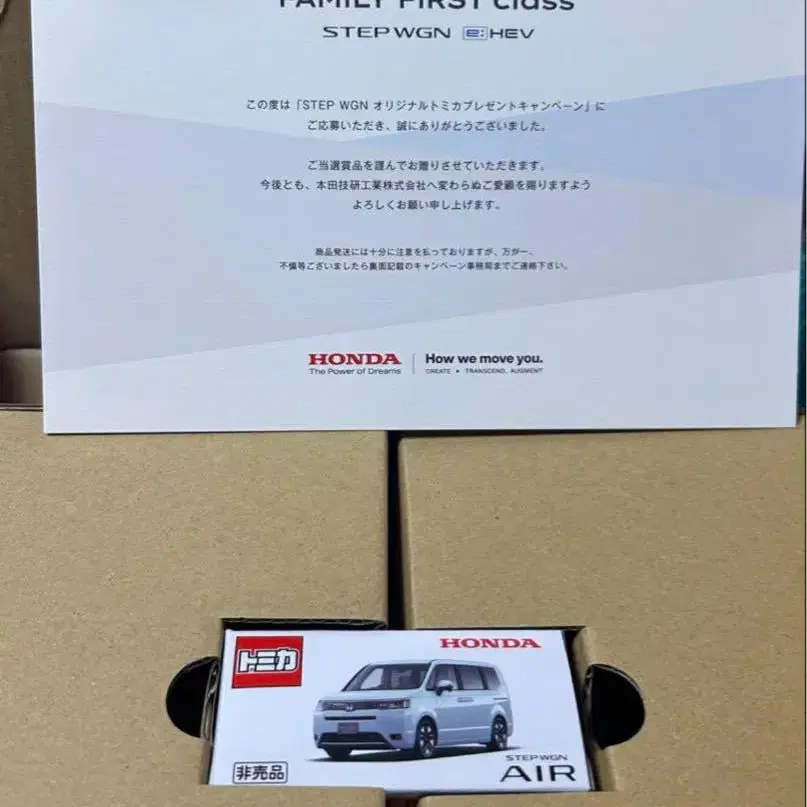 FAMILY FIRST class
STEP WGN e:HEV
この度は「STEP WGN オリジナルトミカプレゼントキャンペーン」に
ご応募いただき、誠にありがとうございました。
ご当選賞品を謹んでお贈りさせていただきます。
今後とも、本田技研工業株式会社へ変わらぬご愛顧を賜りますよう
よろしくお願い申し上げます。
商品発送には十分に注意を払っておりますが、万が一、
不備等ございましたら裏面記載のキャンペーン事務局までご連絡下さい。
HONDA
The Power of Dreams
How we move you.
CREATE ▸ TRANSCEND, AUGMENT
トミカ
HONDA
非売品
STEP WGN
AIR